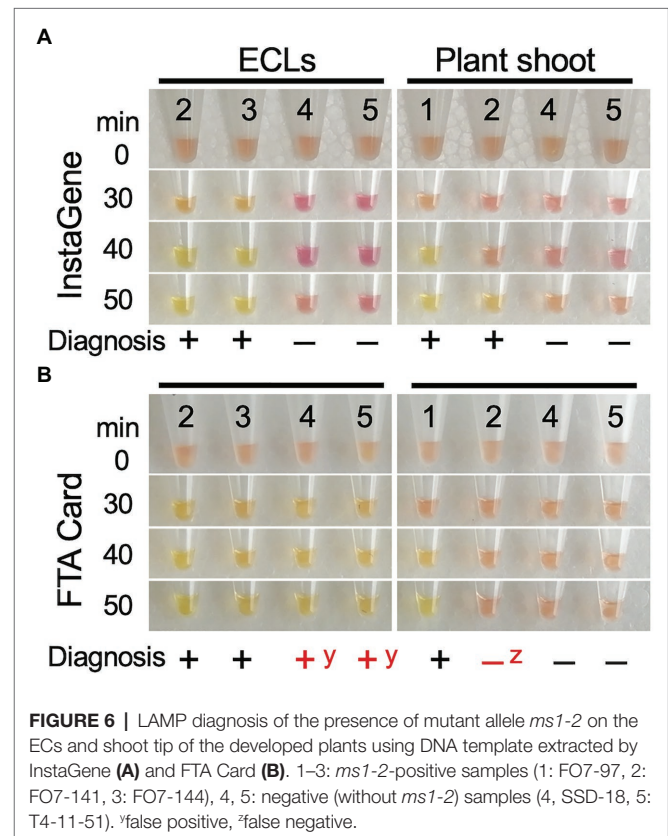 A
ECLs Plant shoot
min 2 3 4 5 1 2 4 5
0
InstaGene
30
40
50
Diagnosis + + – – + + – –
B
min 2 3 4 5 1 2 4 5
0
FTA Card
30
40
50
Diagnosis + + + y + y + – z – –
FIGURE 6 | LAMP diagnosis of the presence of mutant allele ms1-2 on the
ECs and shoot tip of the developed plants using DNA template extracted by
InstaGene (A) and FTA Card (B). 1–3: ms1-2-positive samples (1: FO7-97, 2:
FO7-141, 3: FO7-144), 4, 5: negative (without ms1-2) samples (4, SSD-18, 5:
T4-11-51). ʸfalse positive, ᶻfalse negative.